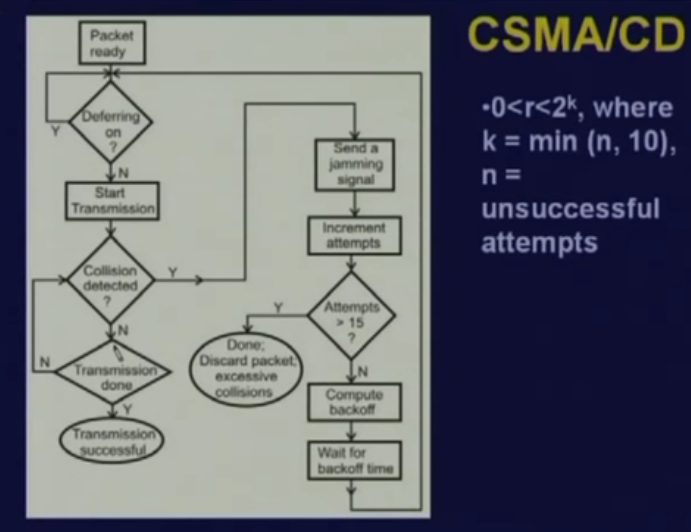 CSMA/CD
•0<r<2ᵏ, where
k = min (n, 10),
n =
unsuccessful
attempts
Packet
ready
Deferring
on
?
Y
N
Start
Transmission
Collision
detected
?
Y
N
Transmission
done
N
Y
Transmission
successful
Send a
jamming
signal
Increment
attempts
Attempts
> 15
?
Y
N
Done;
Discard packet,
excessive
collisions
Compute
backoff
Wait for
backoff time